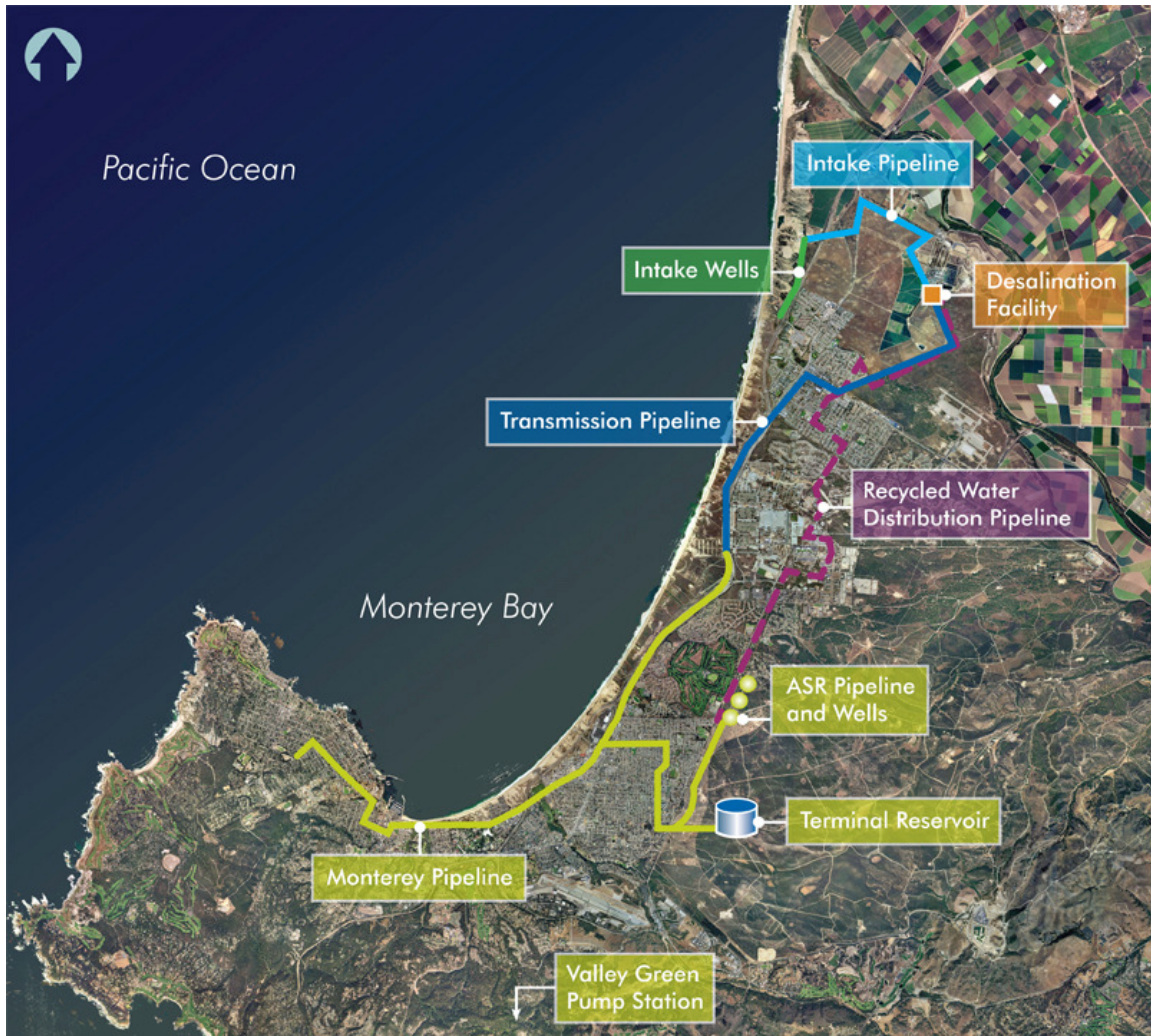 Pacific Ocean
Intake Pipeline
Intake Wells
Desalination
Facility
Transmission Pipeline
Recycled Water
Distribution Pipeline
Monterey Bay
ASR Pipeline
and Wells
Terminal Reservoir
Monterey Pipeline
Valley Green
Pump Station